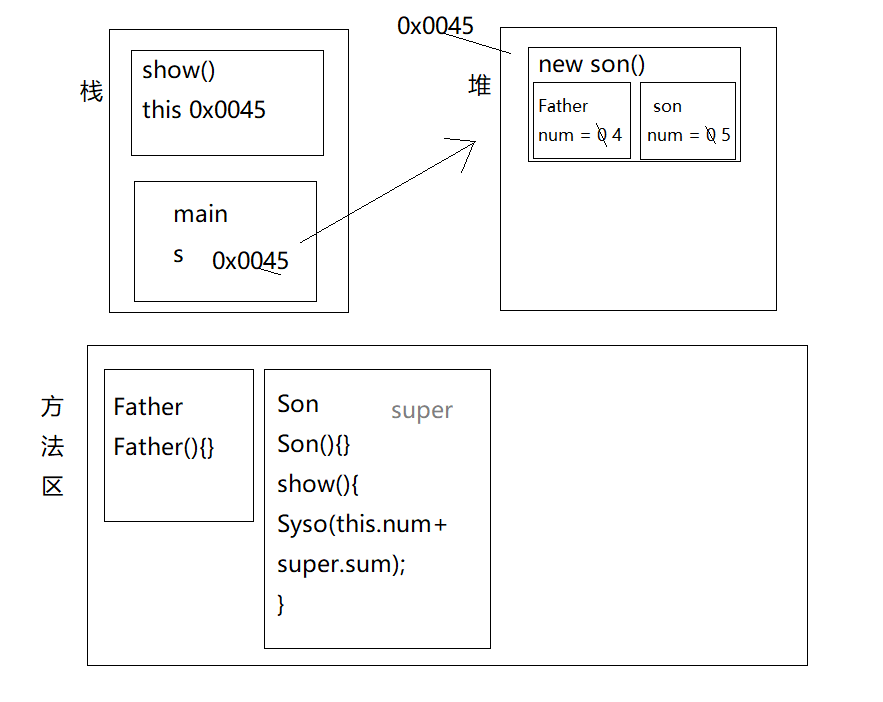 栈
show()
this 0x0045
main
s 0x0045
0x0045
堆
new son()
Father
num = 0 4
son
num = 0 5
方
法
区
Father
Father(){}
Son
super
Son(){}
show(){
Syso(this.num+
super.sum);
}